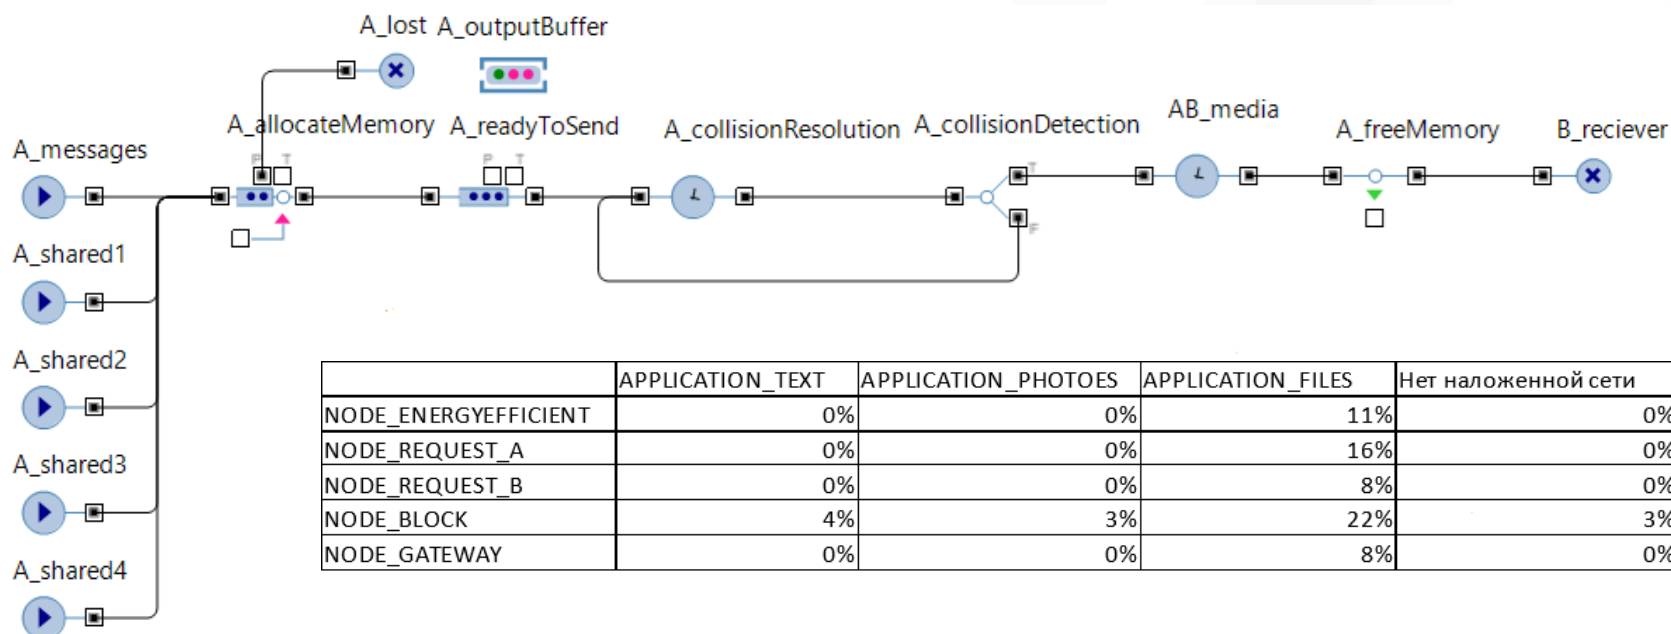 A_lost A_outputBuffer
A_messages A_allocateMemory A_readyToSend A_collisionResolution A_collisionDetection AB_media A_freeMemory B_reciever
P T P T T
F
A_shared1
A_shared2
A_shared3
A_shared4
APPLICATION_TEXT APPLICATION_PHOTOES APPLICATION_FILES Нет наложенной сети
NODE_ENERGYEFFICIENT 0% 0% 11% 0%
NODE_REQUEST_A 0% 0% 16% 0%
NODE_REQUEST_B 0% 0% 8% 0%
NODE_BLOCK 4% 3% 22% 3%
NODE_GATEWAY 0% 0% 8% 0%